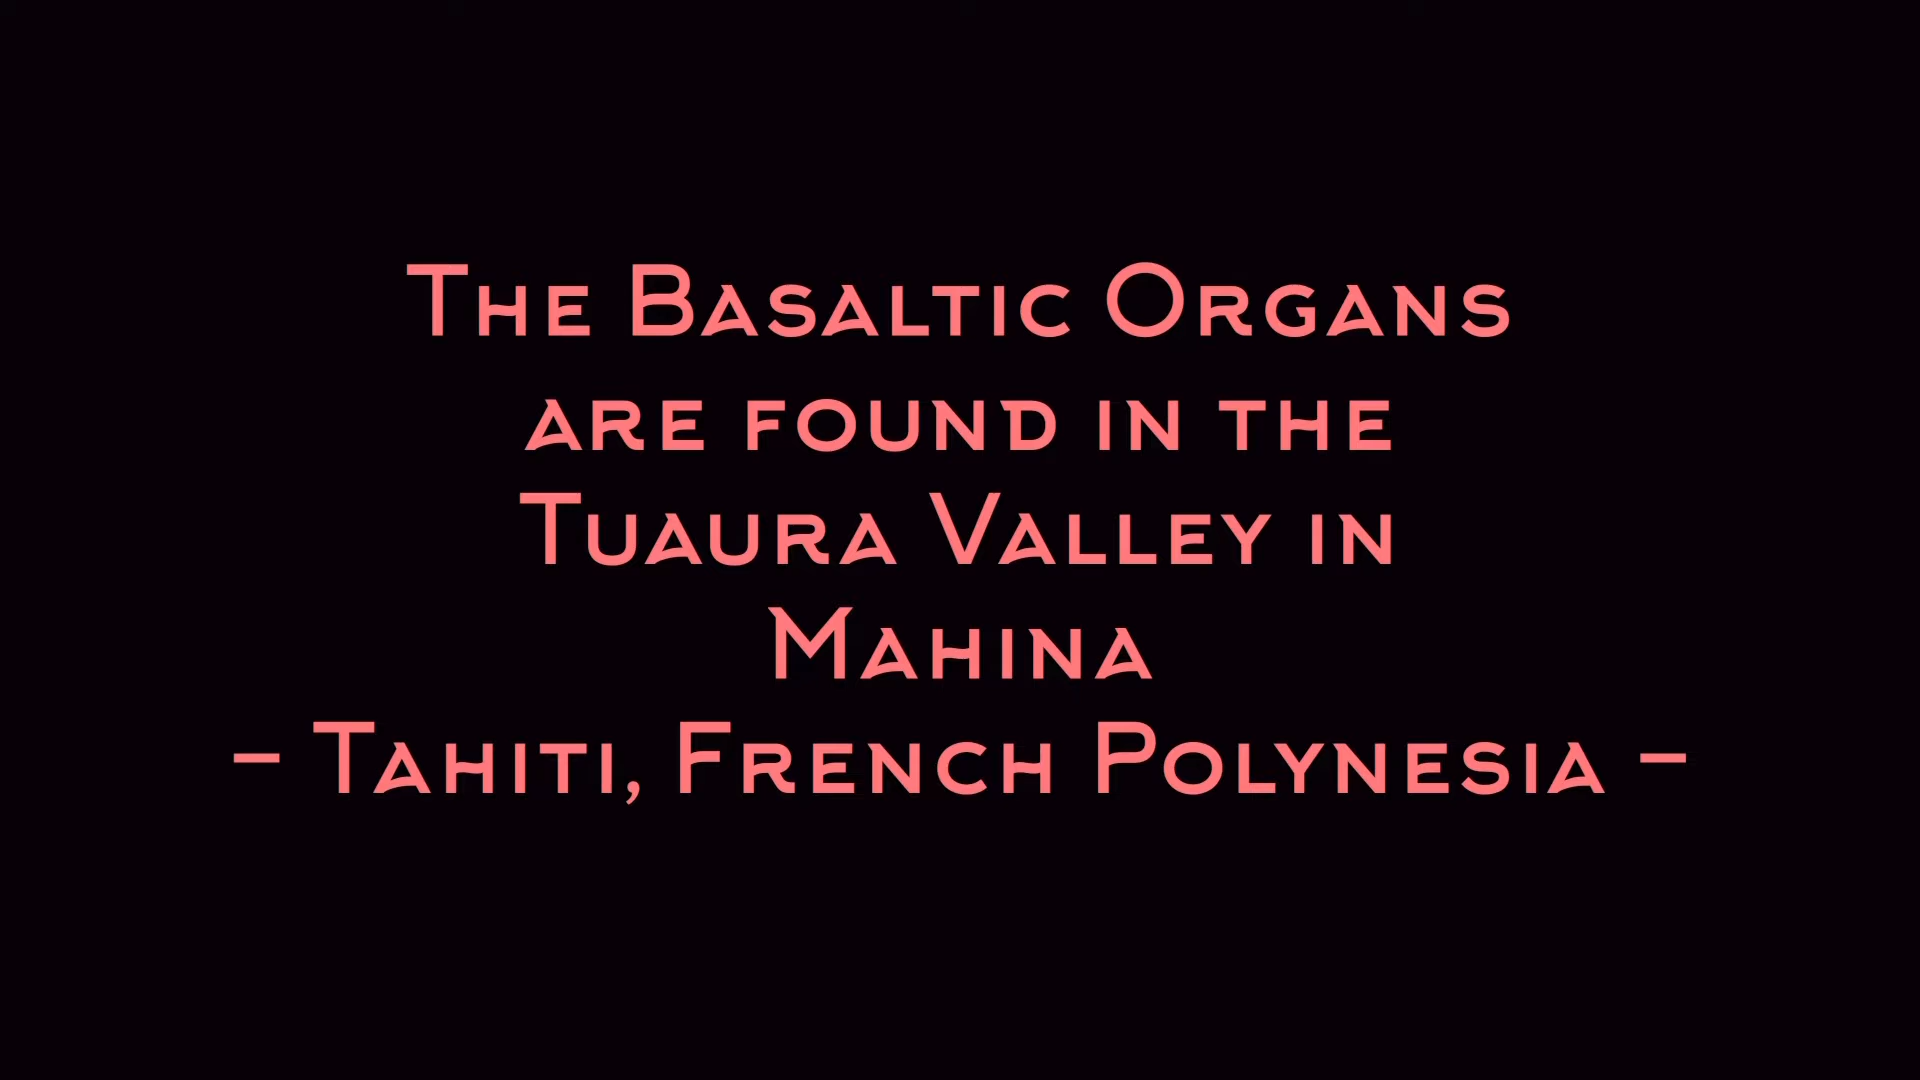 The Basaltic Organs
are found in the
Tuaura Valley in
Mahina
– Tahiti, French Polynesia –